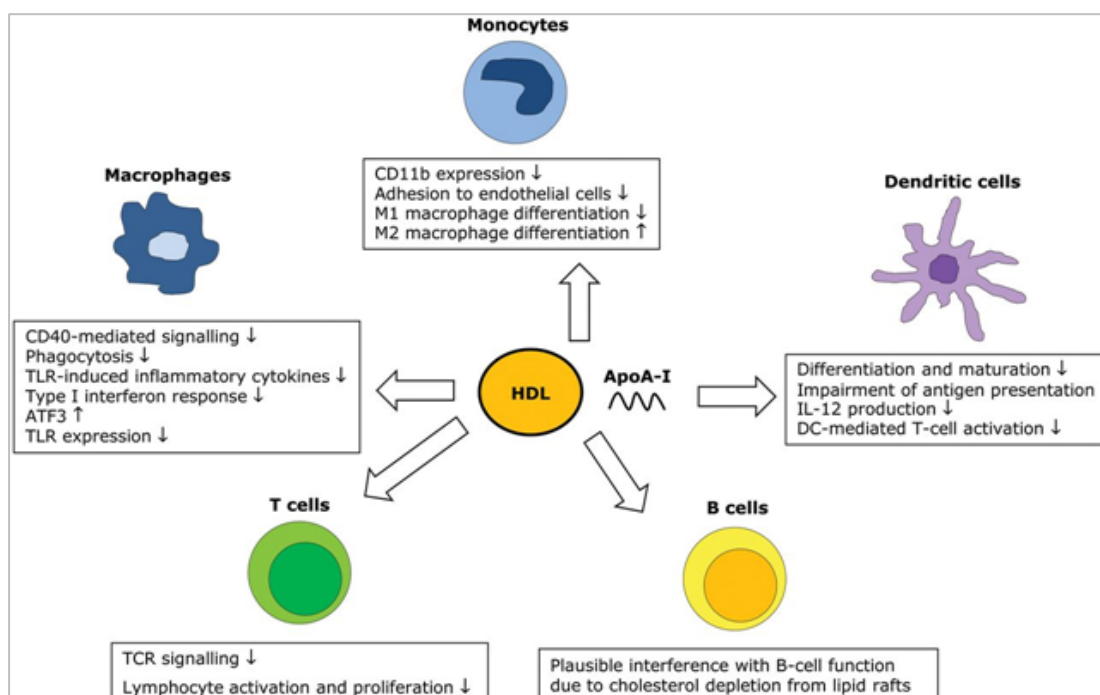 Monocytes
CD11b expression ↓
Adhesion to endothelial cells ↓
M1 macrophage differentiation ↓
M2 macrophage differentiation ↑
Macrophages
CD40-mediated signalling ↓
Phagocytosis ↓
TLR-induced inflammatory cytokines ↓
Type I interferon response ↓
ATF3 ↑
TLR expression ↓
Dendritic cells
Differentiation and maturation ↓
Impairment of antigen presentation
IL-12 production ↓
DC-mediated T-cell activation ↓
HDL
ApoA-I
T cells
TCR signalling ↓
Lymphocyte activation and proliferation ↓
B cells
Plausible interference with B-cell function
due to cholesterol depletion from lipid rafts